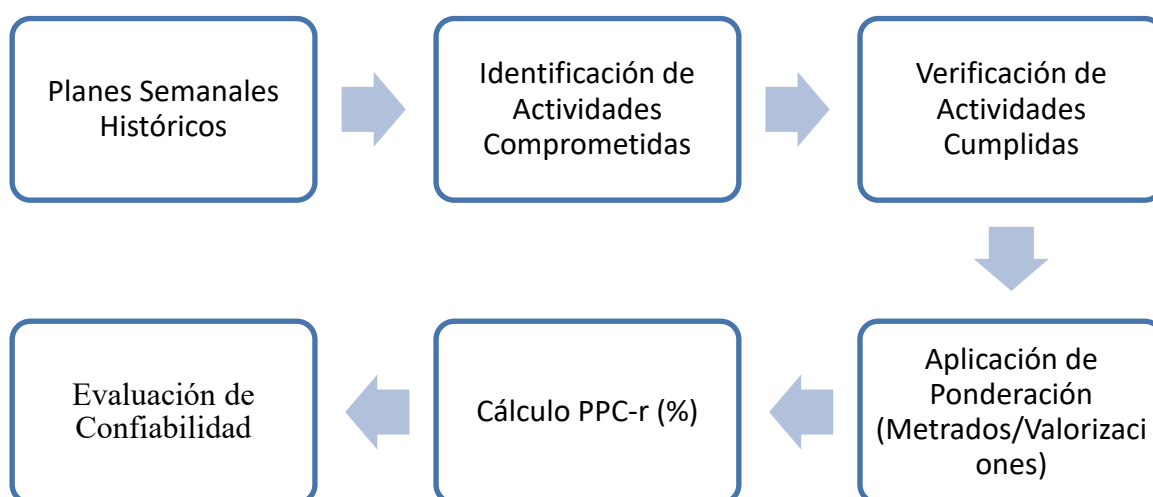 Planes Semanales
Históricos
Identificación de
Actividades
Comprometidas
Verificación de
Actividades
Cumplidas
Aplicación de
Ponderación
(Metrados/Valorizaci
ones)
Cálculo PPC-r (%)
Evaluación de
Confiabilidad